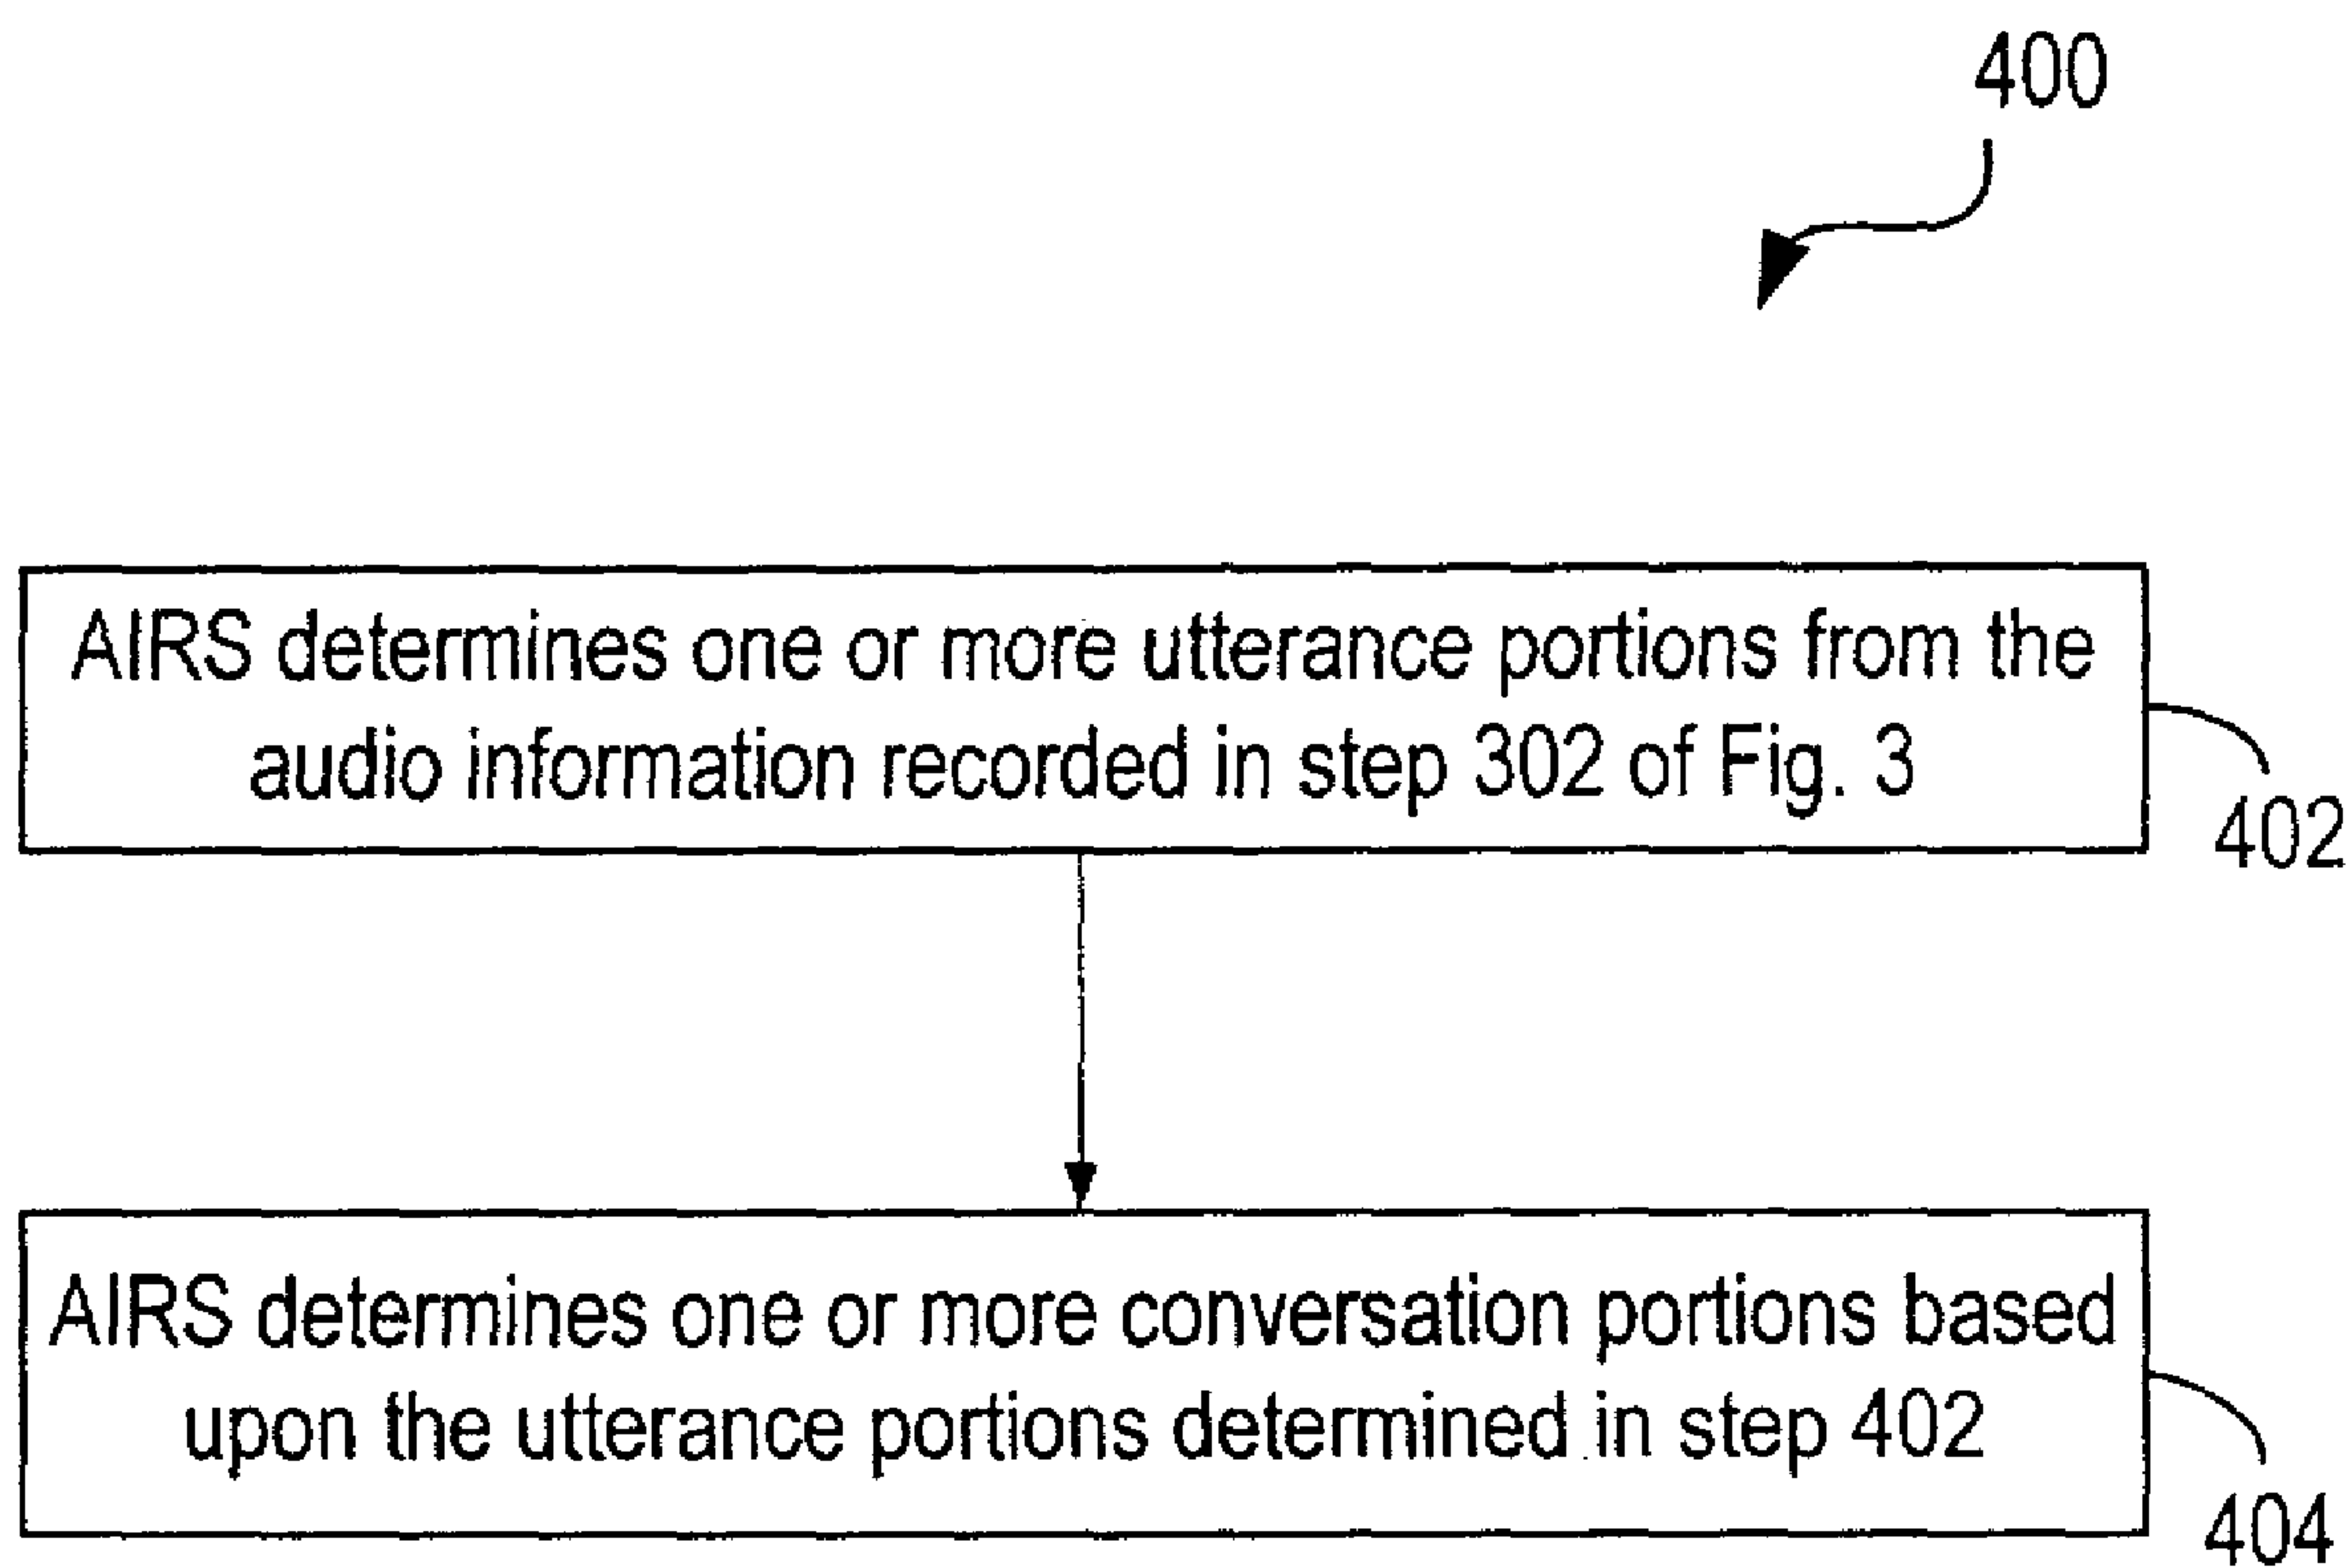 400
AIRS determines one or more utterance portions from the
audio information recorded in step 302 of Fig. 3
402
AIRS determines one or more conversation portions based
upon the utterance portions determined in step 402
404